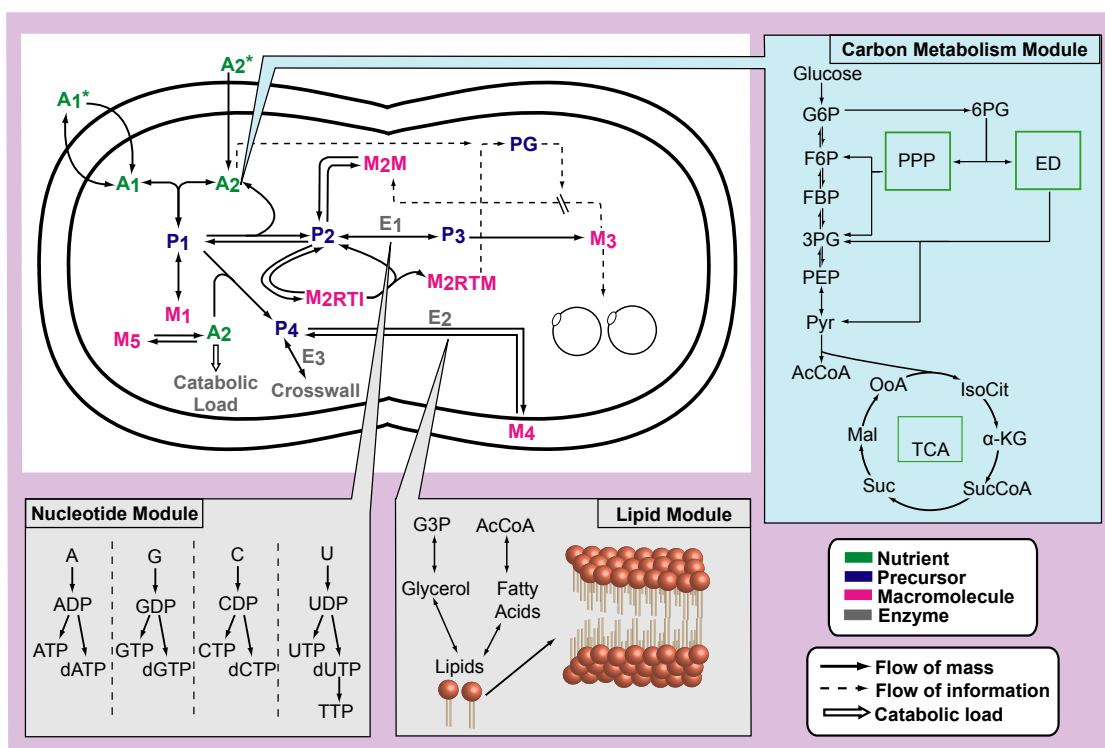 Carbon Metabolism Module
Glucose
G6P
6PG
F6P
PPP
ED
FBP
3PG
PEP
Pyr
AcCoA
OoA
IsoCit
Mal
α-KG
TCA
Suc
SucCoA
A2*
A1*
PG
M2M
A1
A2
E1
P1
P2
P3
M3
M2RTI
M2RTM
M1
E2
M5
A2
P4
E3
Catabolic
Load
Crosswall
M4
Nucleotide Module
A
G
C
U
ADP
GDP
CDP
UDP
ATP
GTP
CTP
UTP
dATP
dGTP
dCTP
dUTP
TTP
Lipid Module
G3P
AcCoA
Glycerol
Fatty
Acids
Lipids
Nutrient
Precursor
Macromolecule
Enzyme
Flow of mass
Flow of information
Catabolic load